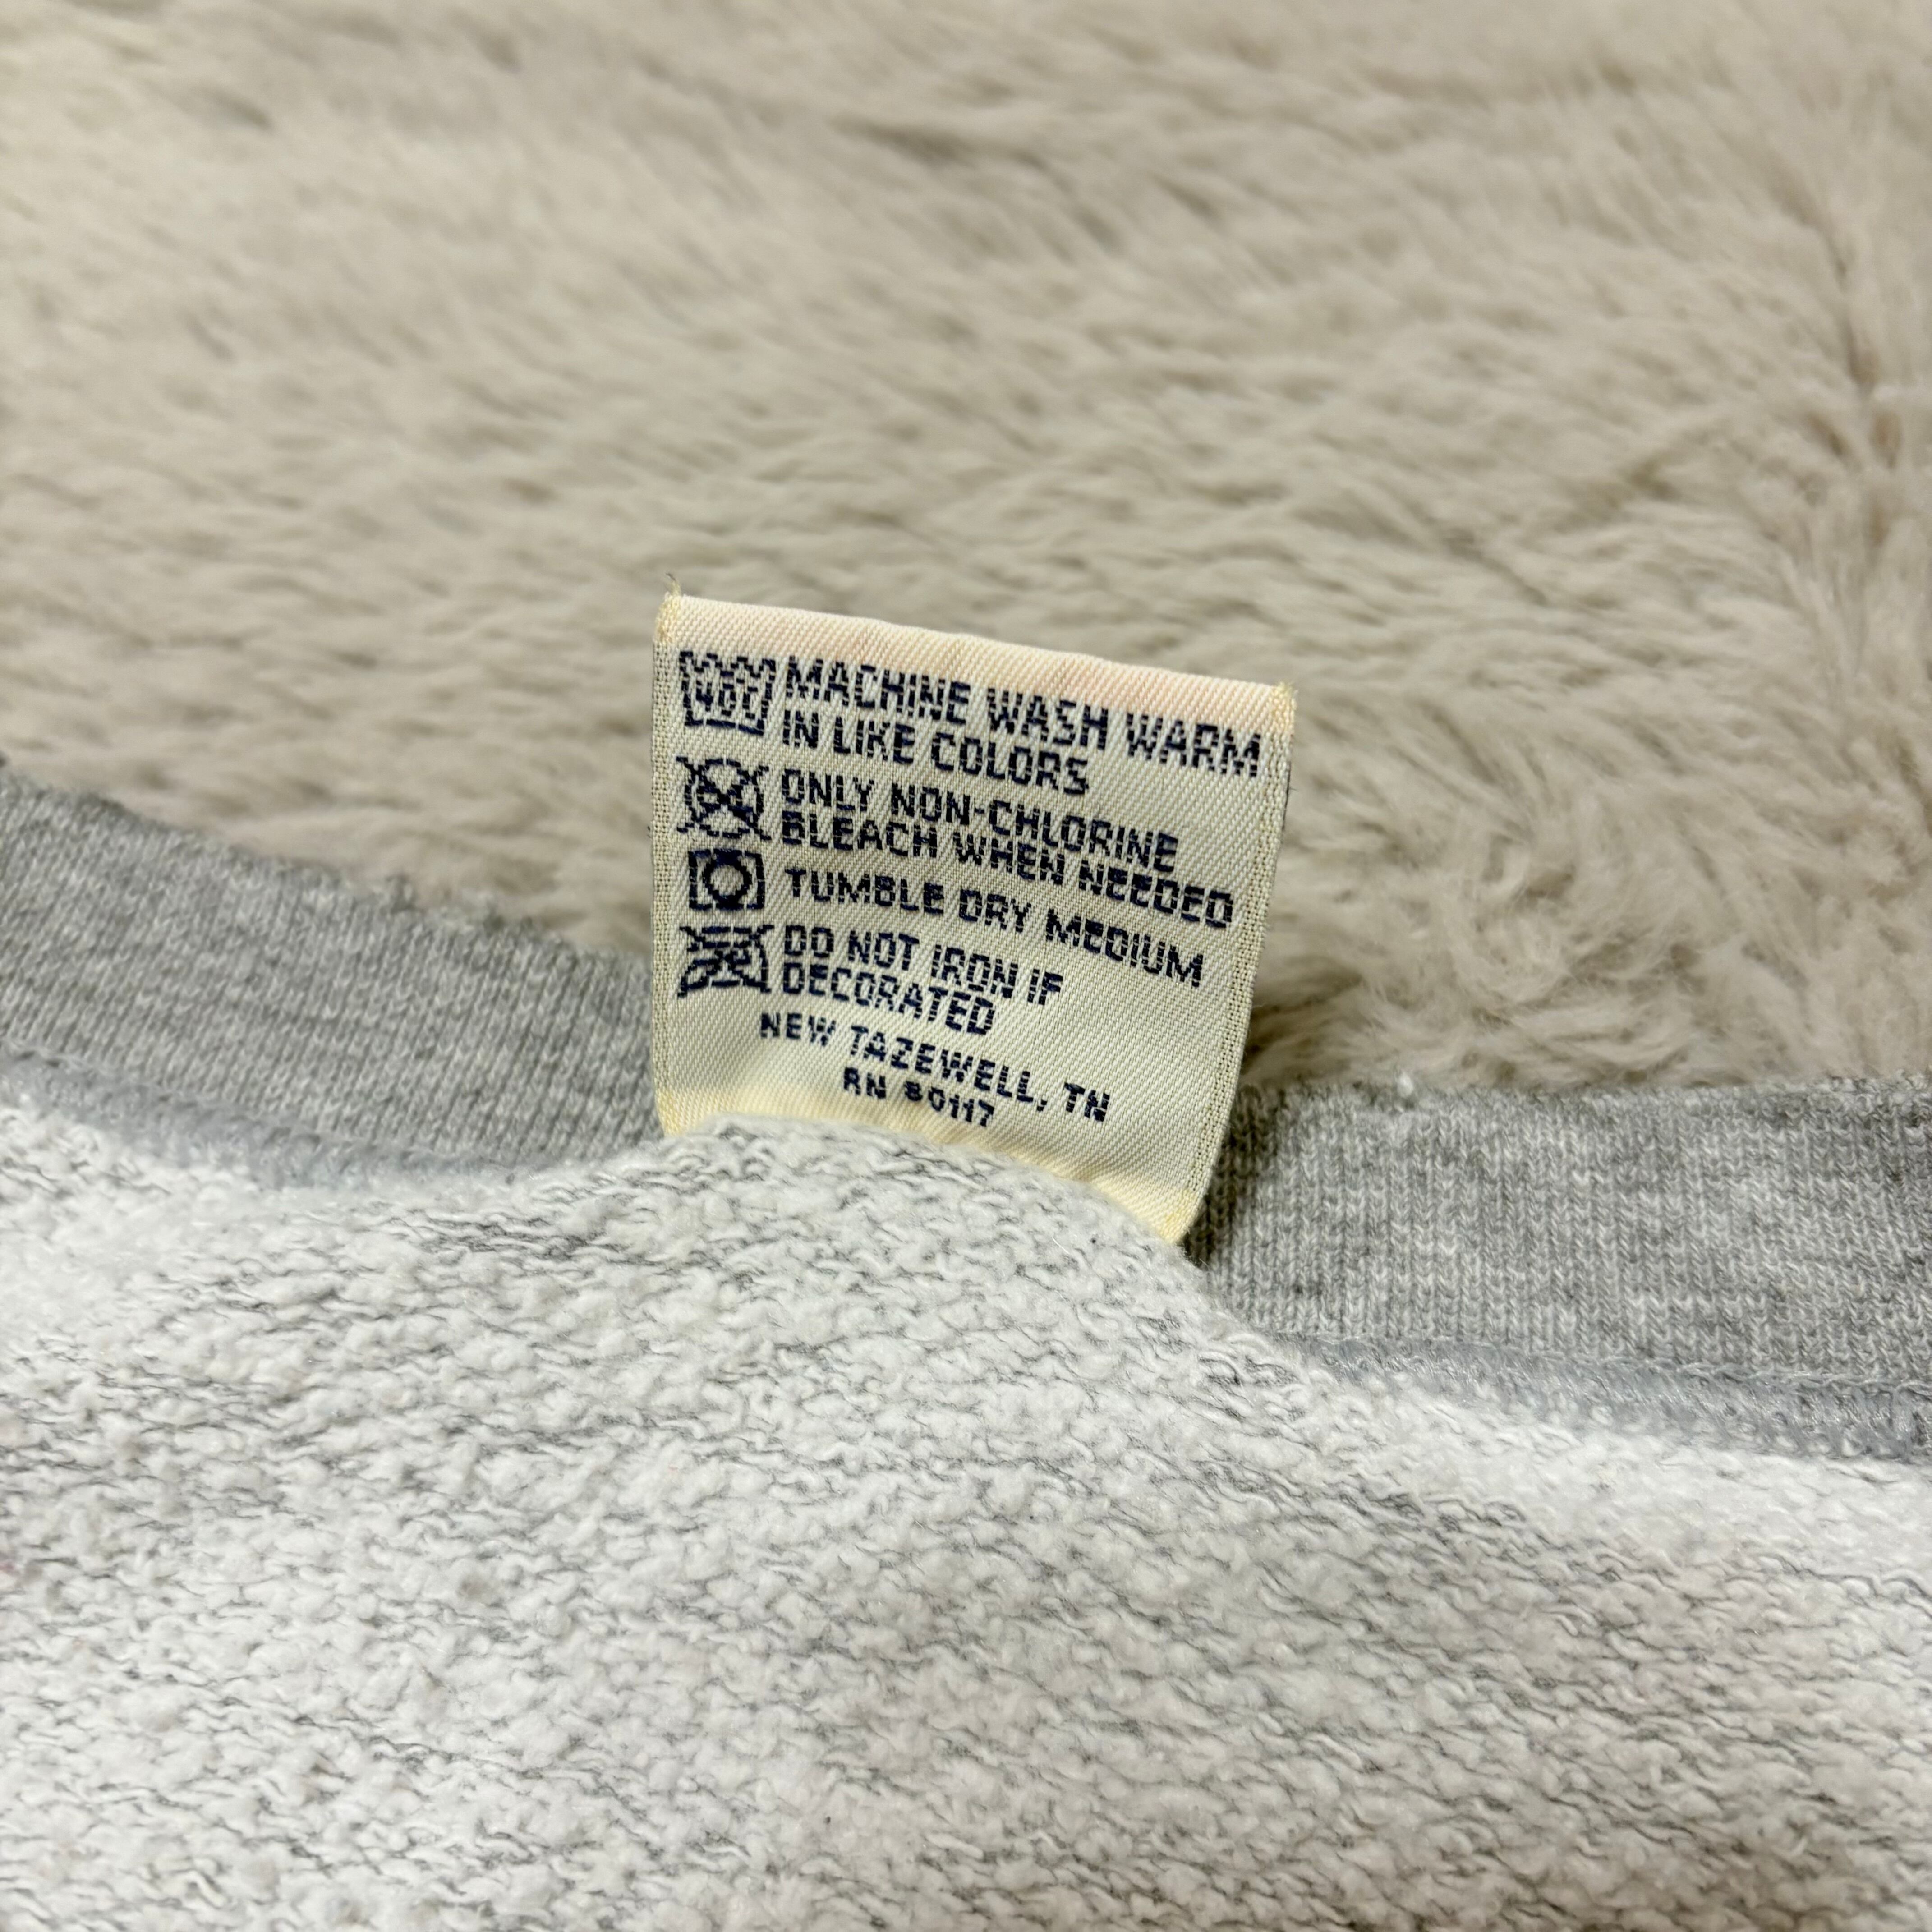 40C MACHINE WASH WARM
IN LIKE COLORS
ONLY NON-CHLORINE
BLEACH WHEN NEEDED
TUMBLE DRY MEDIUM
DO NOT IRON IF
DECORATED
NEW TAZEWELL, TN
RN 80117